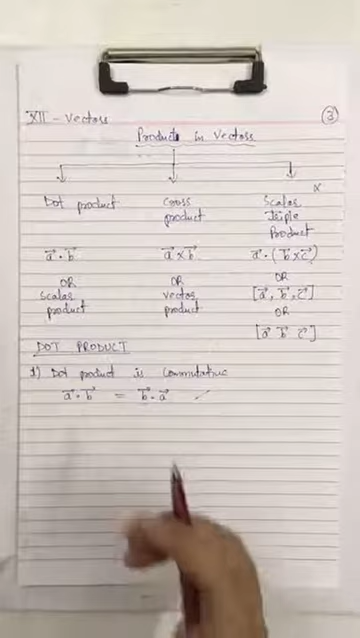 XII - Vectors (3)
Product in Vectors
Dot product Cross product Scalar Triple Product x
a⃗ · b⃗ a⃗ × b⃗ a⃗ · (b⃗ × c⃗)
OR OR OR
Scalar product vector product [a⃗, b⃗, c⃗]
OR
[a⃗ b⃗ c⃗]
DOT PRODUCT
1) Dot product is Commutative
a⃗ · b⃗ = b⃗ · a⃗ ✓